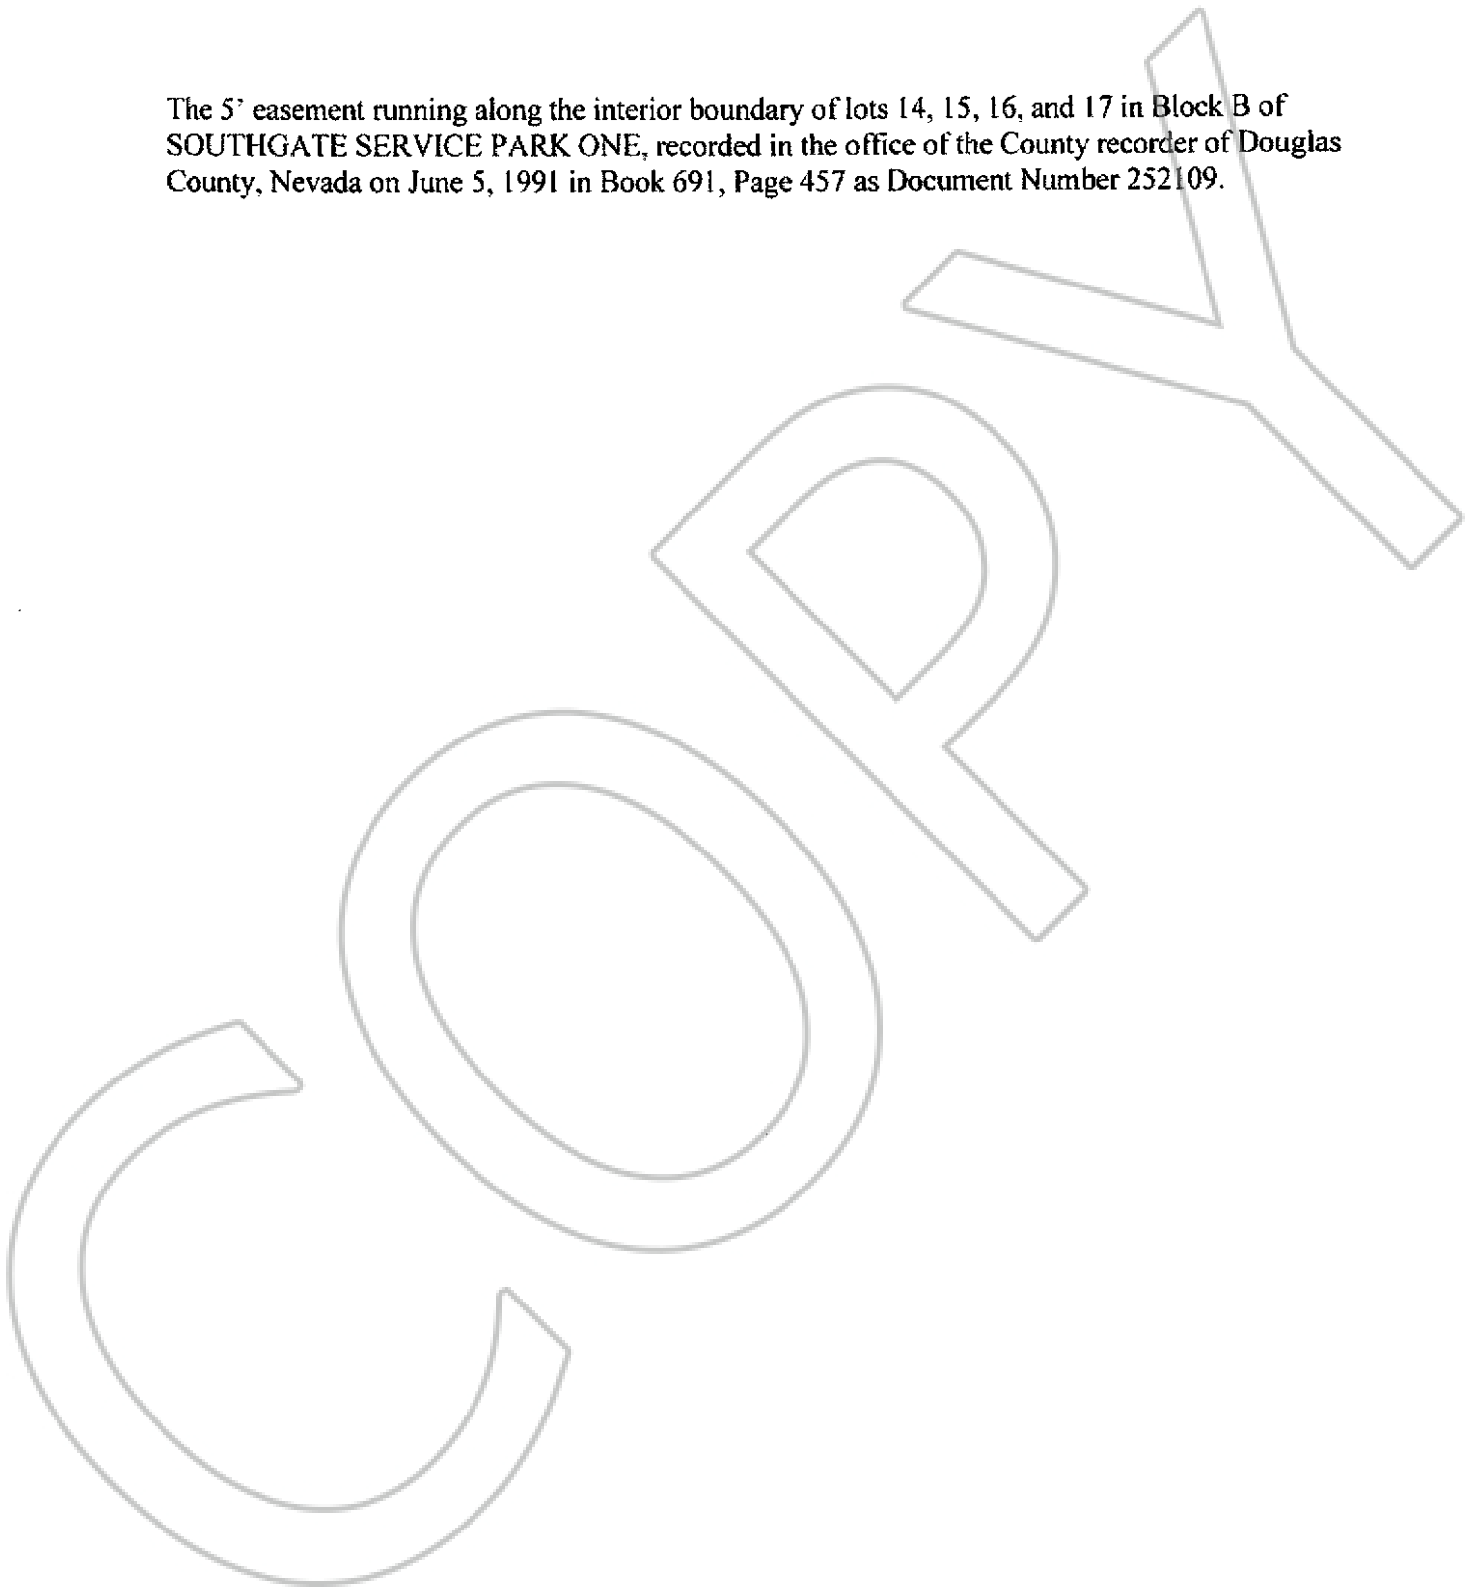 The 5' easement running along the interior boundary of lots 14, 15, 16, and 17 in Block B of
SOUTHGATE SERVICE PARK ONE, recorded in the office of the County recorder of Douglas
County, Nevada on June 5, 1991 in Book 691, Page 457 as Document Number 252109.
COPY